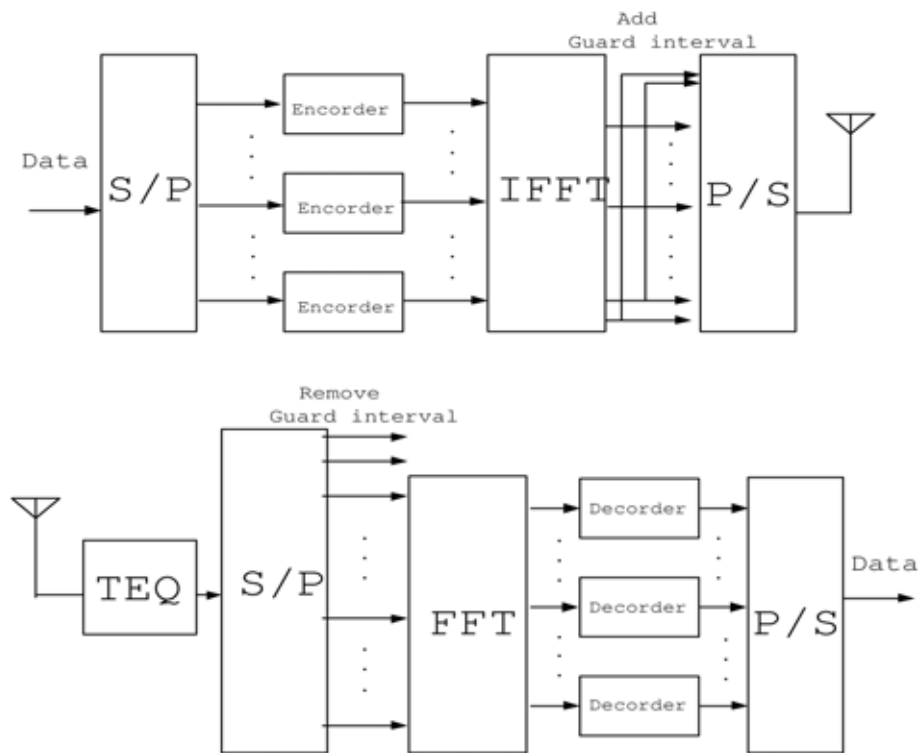 Add
Guard interval
Data
S/P
Encorder
Encorder
Encorder
IFFT
P/S
Remove
Guard interval
TEQ
S/P
FFT
Decorder
Decorder
Decorder
P/S
Data